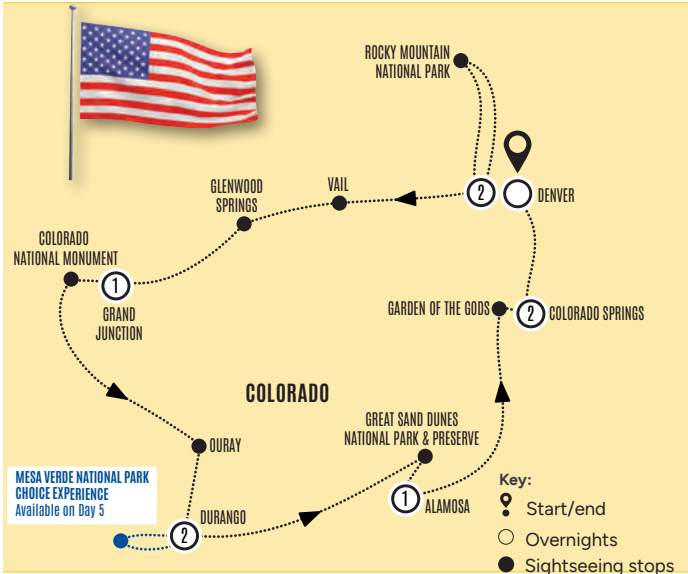 ROCKY MOUNTAIN
NATIONAL PARK
2
DENVER
VAIL
GLENWOOD
SPRINGS
COLORADO
NATIONAL MONUMENT
1
GRAND
JUNCTION
GARDEN OF THE GODS
2
COLORADO SPRINGS
COLORADO
GREAT SAND DUNES
NATIONAL PARK & PRESERVE
OURAY
MESA VERDE NATIONAL PARK
CHOICE EXPERIENCE
Available on Day 5
2
DURANGO
1
ALAMOSA
Key:
Start/end
Overnights
Sightseeing stops